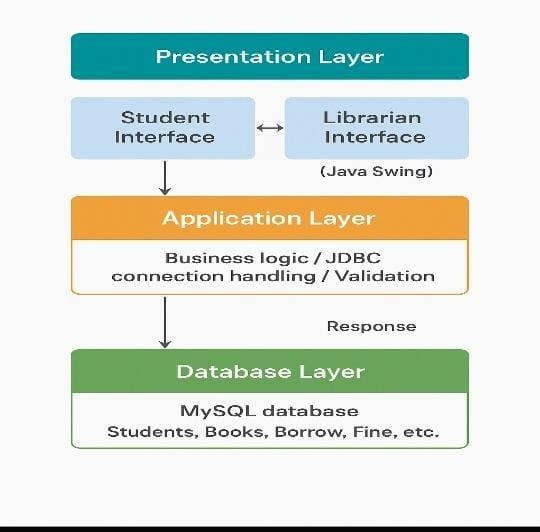 Presentation Layer
Student
Interface
Librarian
Interface
(Java Swing)
Application Layer
Business logic / JDBC
connection handling / Validation
Response
Database Layer
MySQL database
Students, Books, Borrow, Fine, etc.